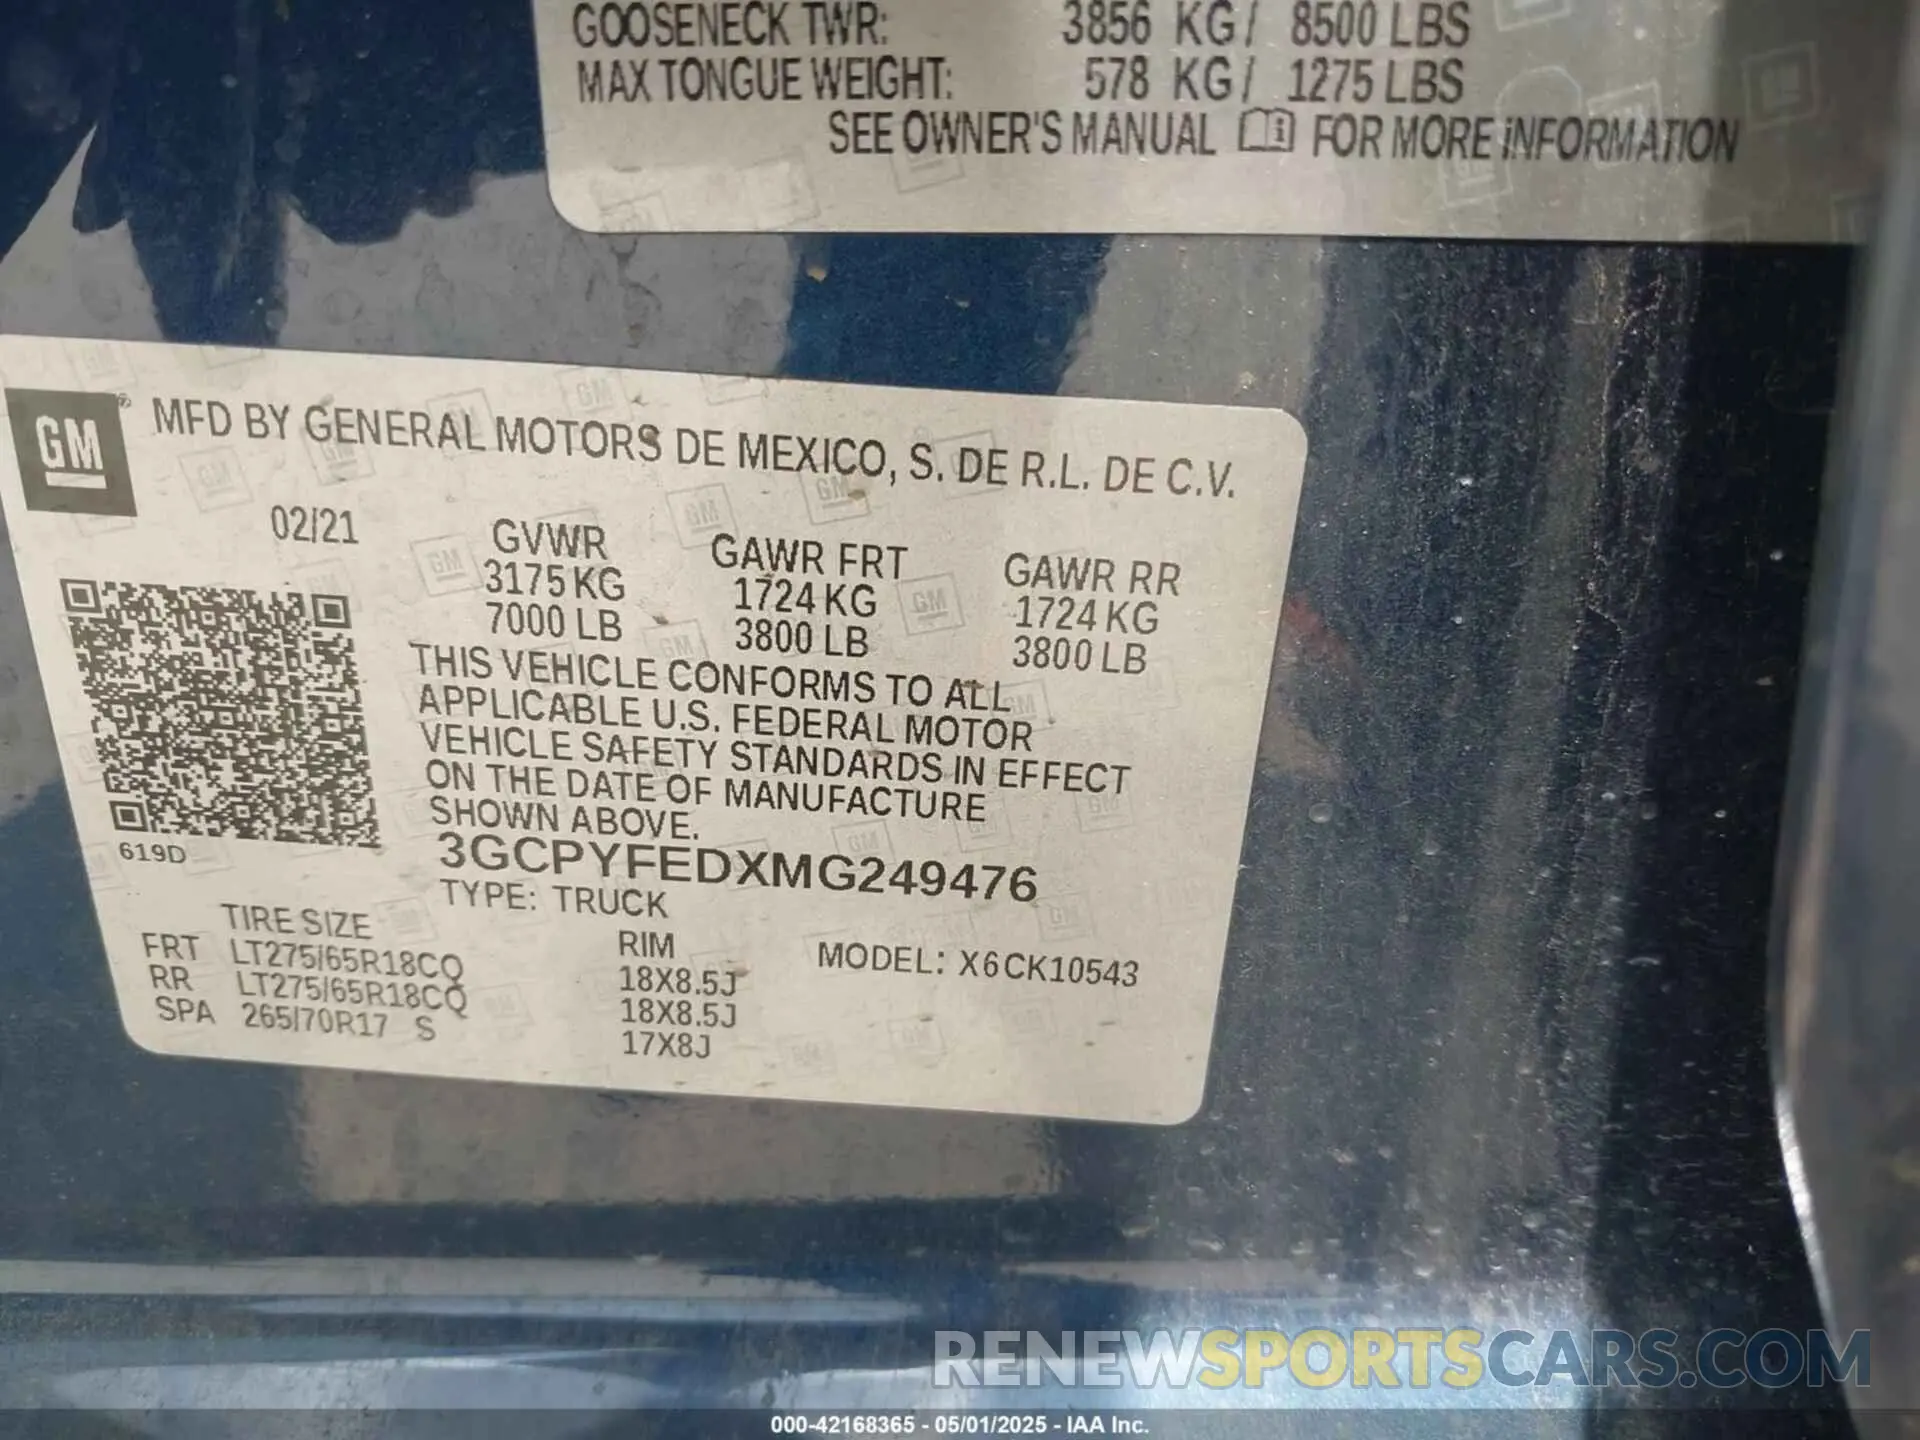 GOOSENECK TWR: 3856 KG/ 8500 LBS
MAX TONGUE WEIGHT: 578 KG/ 1275 LBS
SEE OWNER'S MANUAL FOR MORE INFORMATION
GM® MFD BY GENERAL MOTORS DE MEXICO, S. DE R.L. DE C.V.
02/21
GVWR GAWR FRT GAWR RR
3175 KG 1724 KG 1724 KG
7000 LB 3800 LB 3800 LB
THIS VEHICLE CONFORMS TO ALL
APPLICABLE U.S. FEDERAL MOTOR
VEHICLE SAFETY STANDARDS IN EFFECT
ON THE DATE OF MANUFACTURE
SHOWN ABOVE.
619D
3GCPYFEDXMG249476
TYPE: TRUCK
TIRE SIZE RIM MODEL: X6CK10543
FRT LT275/65R18CQ 18X8.5J
RR LT275/65R18CQ 18X8.5J
SPA 265/70R17 S 17X8J
RENEWSPORTSCARS.COM
000-42168365 - 05/01/2025 - IAA Inc.